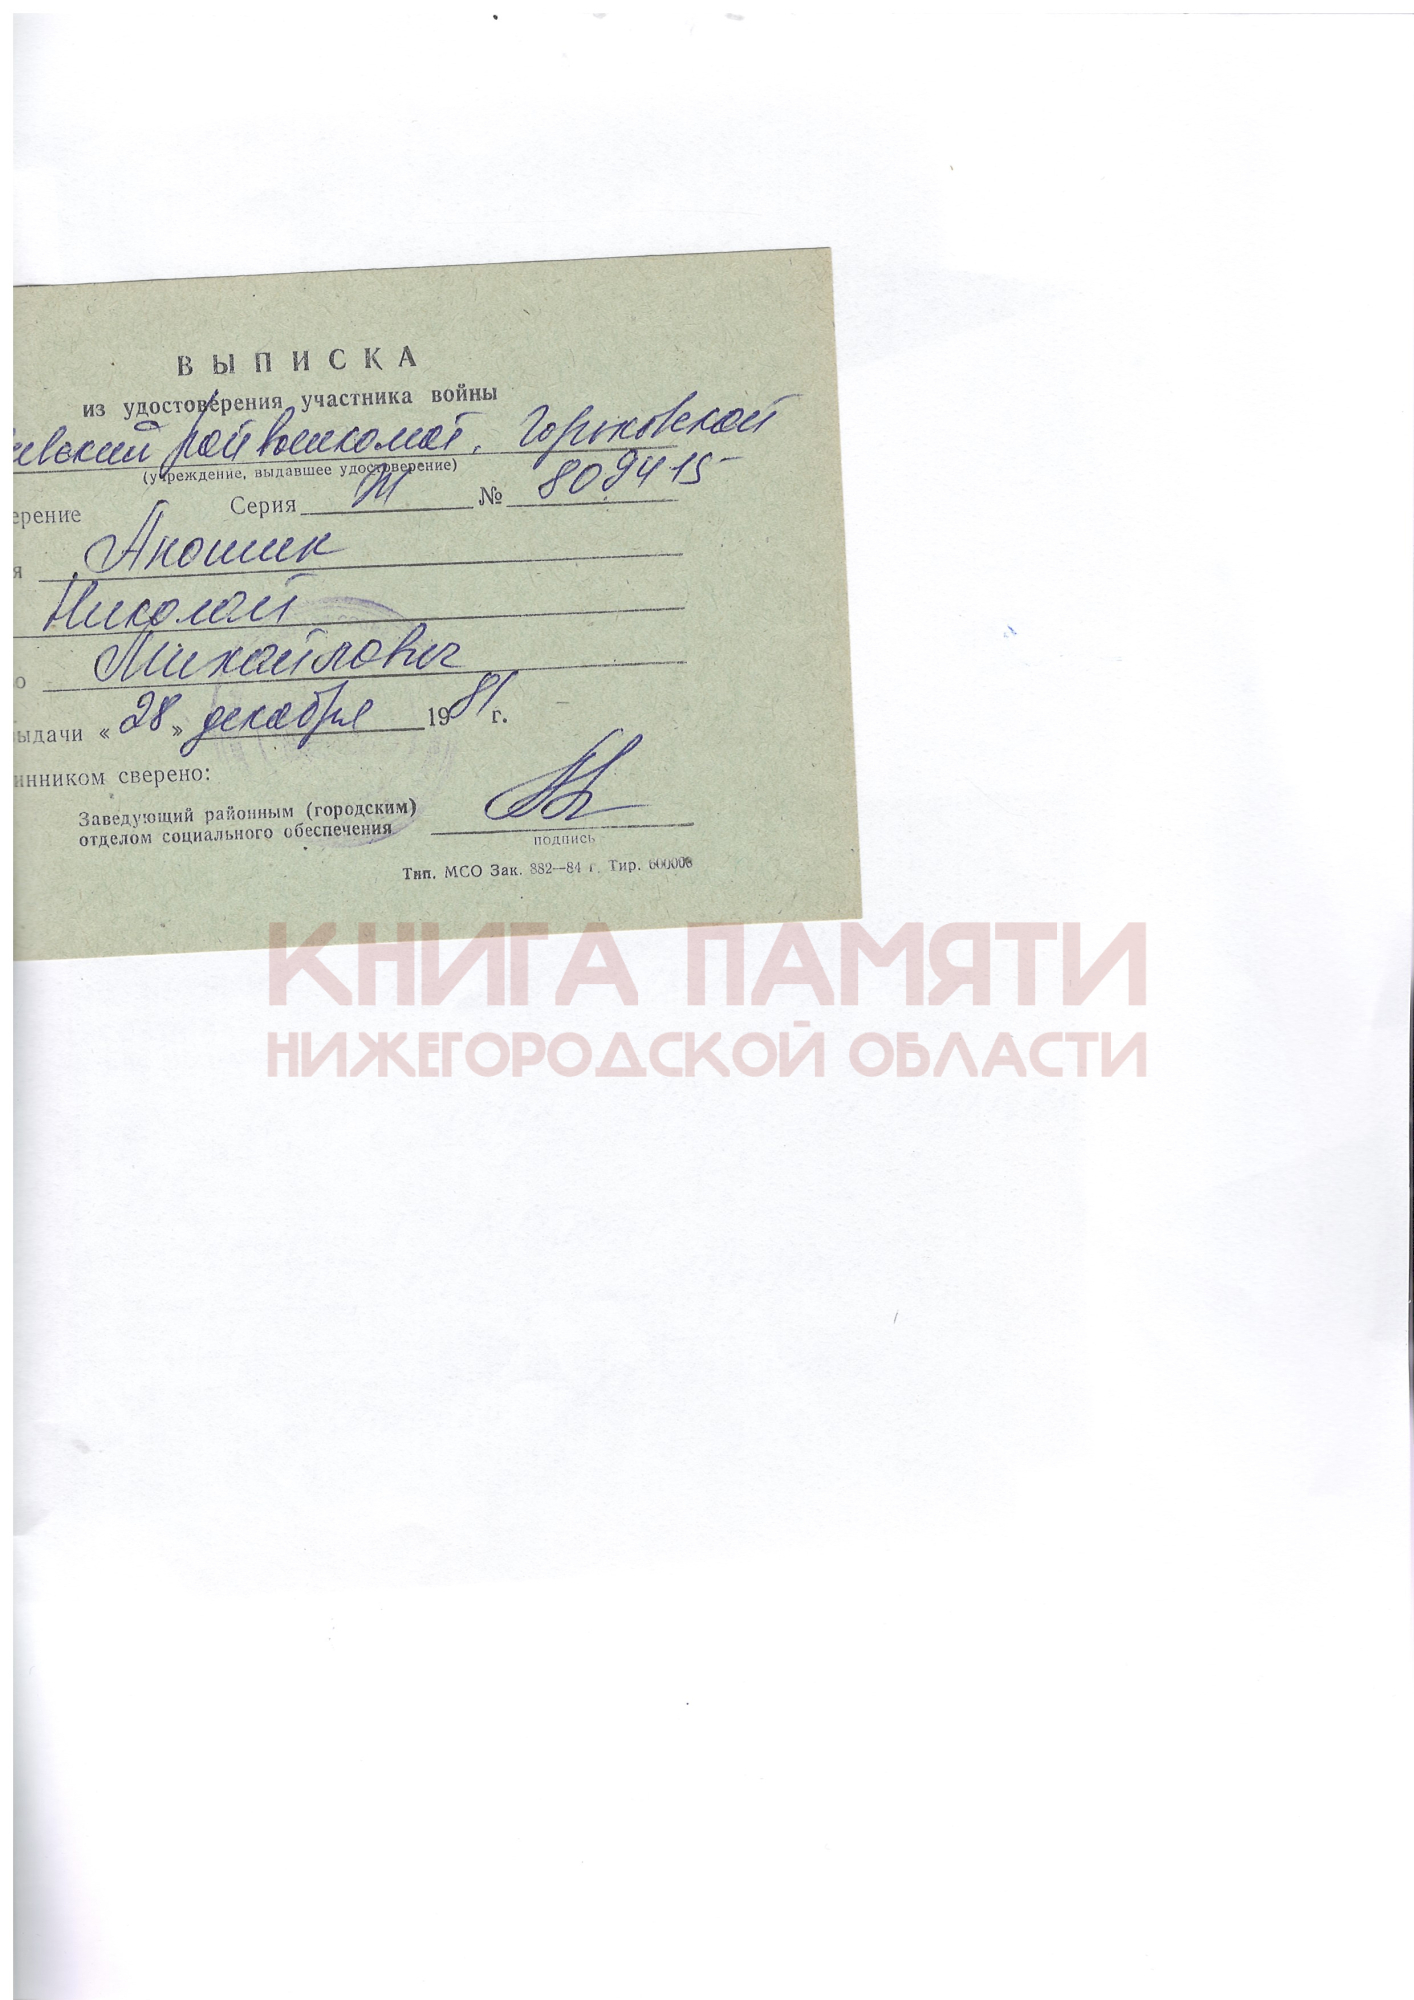 ВЫПИСКА
из удостоверения участника войны
райвоенкомат, Горьковской
(учреждение, выдавшее удостоверение)
ерение Серия Ж № 809415
я Аношин
Николай
о Михайлович
ыдачи « 28 » декабря 1981 г.
инником сверено:
Заведующий районным (городским)
отделом социального обеспечения
подпись
Тип. МСО Зак. 882—84 г. Тир. 600000
КНИГА ПАМЯТИ
НИЖЕГОРОДСКОЙ ОБЛАСТИ